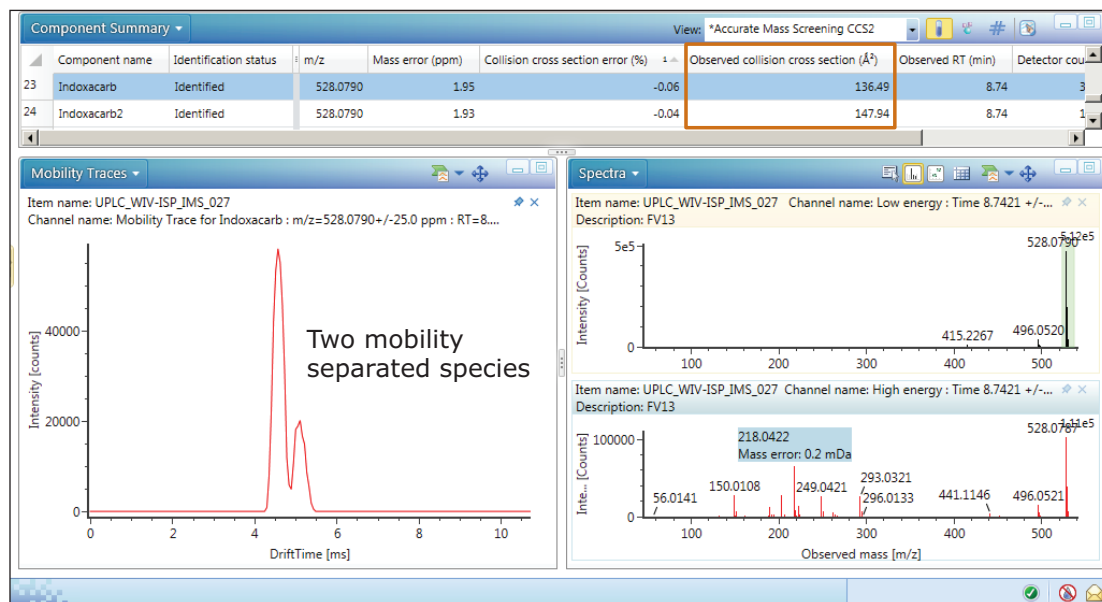 Component Summary
View: *Accurate Mass Screening CCS2
Component name Identification status m/z Mass error (ppm) Collision cross section error (%) 1 Observed collision cross section (Å²) Observed RT (min) Detector cou
23 Indoxacarb Identified 528.0790 1.95 -0.06 136.49 8.74 3
24 Indoxacarb2 Identified 528.0790 1.93 -0.04 147.94 8.74 1
Mobility Traces
Item name: UPLC_WIV-ISP_IMS_027
Channel name: Mobility Trace for Indoxacarb : m/z=528.0790+/-25.0 ppm : RT=8....
Intensity [counts]
40000
20000
0
Two mobility
separated species
0 2 4 6 8 10
DriftTime [ms]
Spectra
Item name: UPLC_WIV-ISP_IMS_027 Channel name: Low energy : Time 8.7421 +/-...
Description: FV13
5.12e5
528.0790
Intensity [Counts]
5e5
0
415.2267
496.0520
100 200 300 400 500
Item name: UPLC_WIV-ISP_IMS_027 Channel name: High energy : Time 8.7421 +/-...
Description: FV13
1.11e5
528.0787
Inte... [Counts]
100000
0
218.0422
Mass error: 0.2 mDa
56.0141
150.0108
249.0421
293.0321
296.0133
441.1146
496.0521
100 200 300 400 500
Observed mass [m/z]